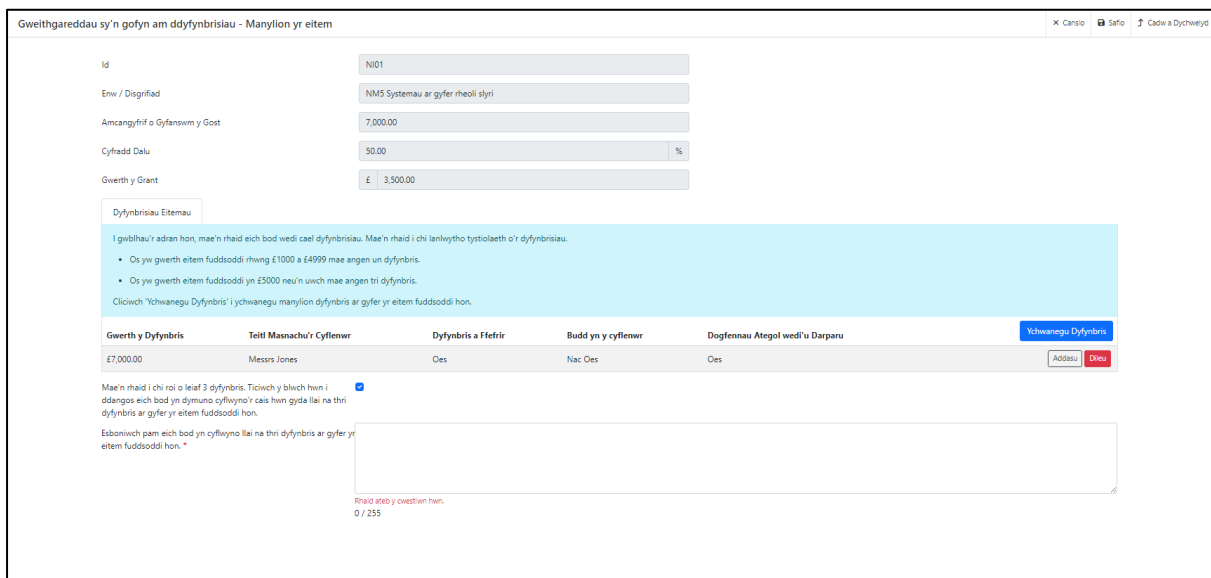 Gweithgareddau sy'n gofyn am ddyfynbrisiau - Manylion yr eitem
× Canslo Safio Cadw a Dychwelyd
Id NI01
Enw / Disgrifiad NM5 Systemau ar gyfer rheoli slyri
Amcangyfrif o Gyfanswm y Gost 7,000.00
Cyfradd Dalu 50.00 %
Gwerth y Grant £ 3,500.00
Dyfynbrisiau Eitemau
I gwblhau'r adran hon, mae'n rhaid eich bod wedi cael dyfynbrisiau. Mae'n rhaid i chi lanlwytho tystiolaeth o'r dyfynbrisiau.
• Os yw gwerth eitem fuddsoddi rhwng £1000 a £4999 mae angen un dyfynbris.
• Os yw gwerth eitem fuddsoddi yn £5000 neu'n uwch mae angen tri dyfynbris.
Cliciwch 'Ychwanegu Dyfynbris' i ychwanegu manylion dyfynbris ar gyfer yr eitem fuddsoddi hon.
Gwerth y Dyfynbris Teitl Masnachu'r Cyflenwr Dyfynbris a Ffefrir Budd yn y cyflenwr Dogfennau Ategol wedi'u Darparu Ychwanegu Dyfynbris
£7,000.00 Messrs Jones Oes Nac Oes Oes Addasu Dileu
Mae'n rhaid i chi roi o leiaf 3 dyfynbris. Ticiwch y blwch hwn i
ddangos eich bod yn dymuno cyflwyno'r cais hwn gyda llai na thri
dyfynbris ar gyfer yr eitem fuddsoddi hon.
Esboniwch pam eich bod yn cyflwyno llai na thri dyfynbris ar gyfer yr
eitem fuddsoddi hon. *
Rhaid ateb y cwestiwn hwn.
0 / 255